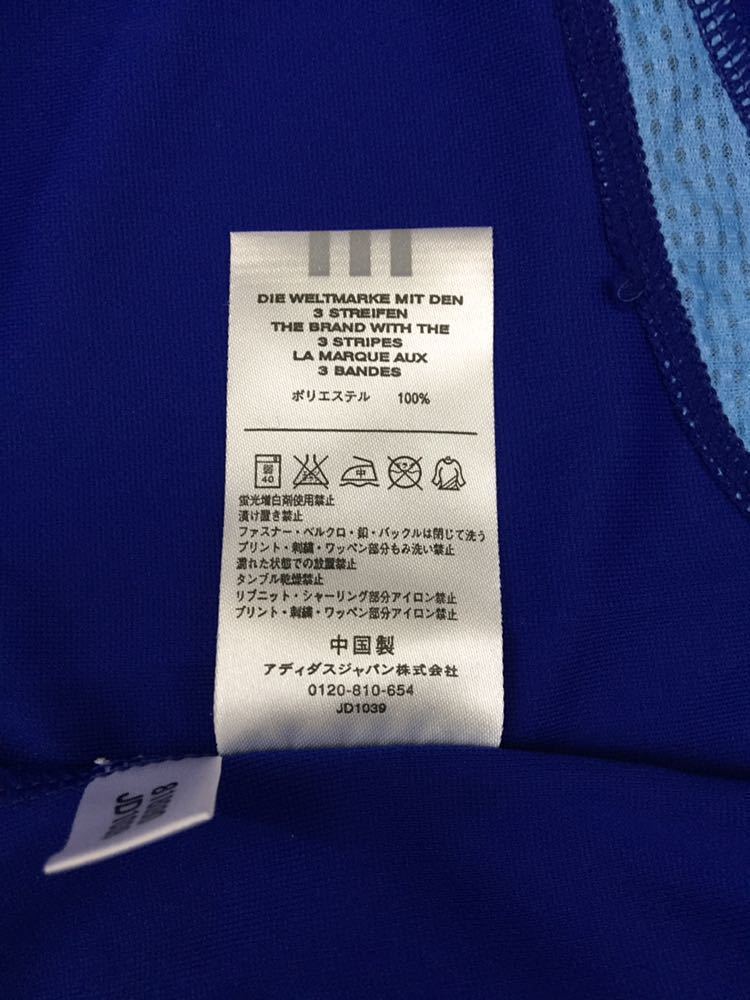 DIE WELTMARKE MIT DEN
3 STREIFEN
THE BRAND WITH THE
3 STRIPES
LA MARQUE AUX
3 BANDES
ポリエステル 100%
40
中
蛍光増白剤使用禁止
漬け置き禁止
ファスナー・ベルクロ・釦・バックルは閉じて洗う
プリント・刺繍・ワッペン部分もみ洗い禁止
濡れた状態での放置禁止
タンブル乾燥禁止
リブニット・シャーリング部分アイロン禁止
プリント・刺繍・ワッペン部分アイロン禁止
中国製
アディダスジャパン株式会社
0120-810-654
JD1039